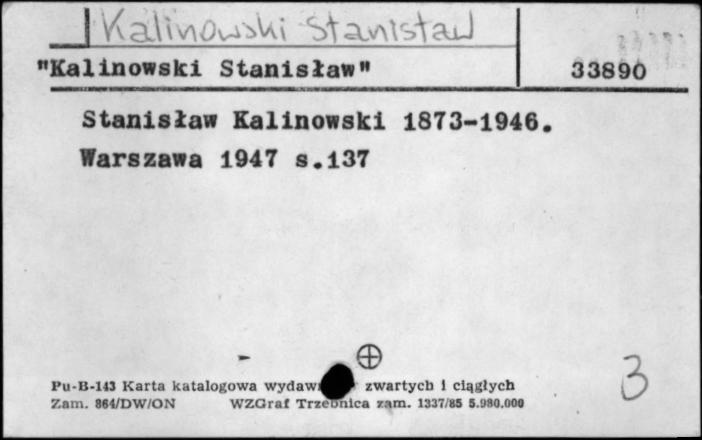 Kalinowski Stanisław
"Kalinowski Stanisław" 33890
Stanisław Kalinowski 1873-1946.
Warszawa 1947 s.137
3
Pu-B-143 Karta katalogowa zwartych i ciągłych
Zam. 864/DW/ON WZGraf Trzebnica zam. 1337/85 5.980.000